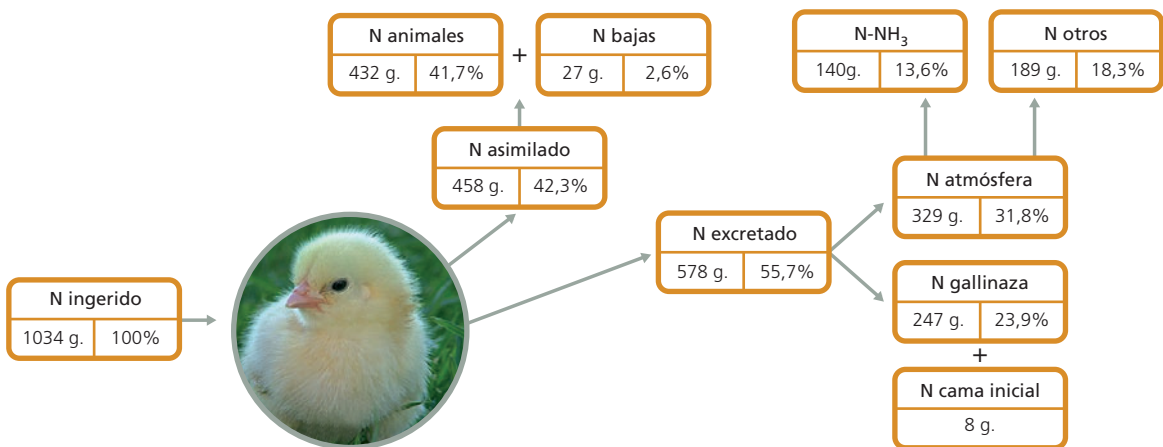 N ingerido
1034 g. 100%
N asimilado
458 g. 42,3%
N animales
432 g. 41,7%
+
N bajas
27 g. 2,6%
N excretado
578 g. 55,7%
N atmósfera
329 g. 31,8%
N-NH₃
140g. 13,6%
N otros
189 g. 18,3%
N gallinaza
247 g. 23,9%
+
N cama inicial
8 g.